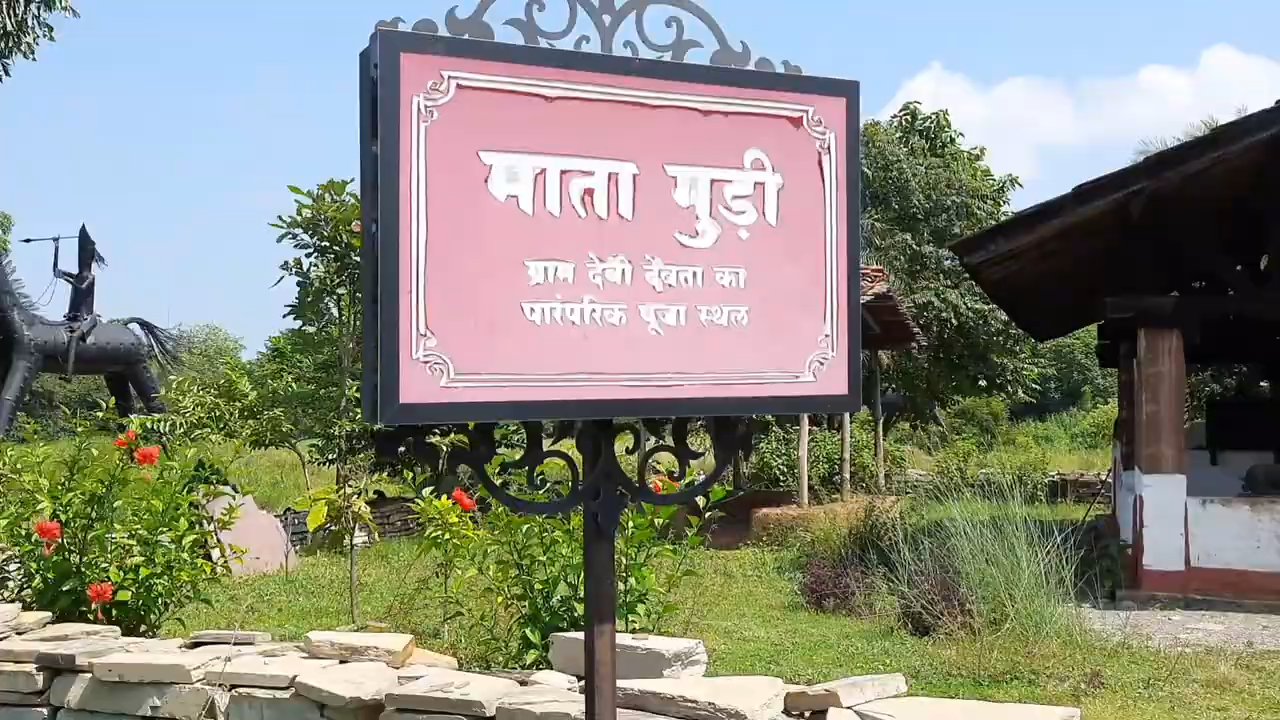 माता गुड़ी
ग्राम देवी देवता का
पारंपरिक पूजा स्थल